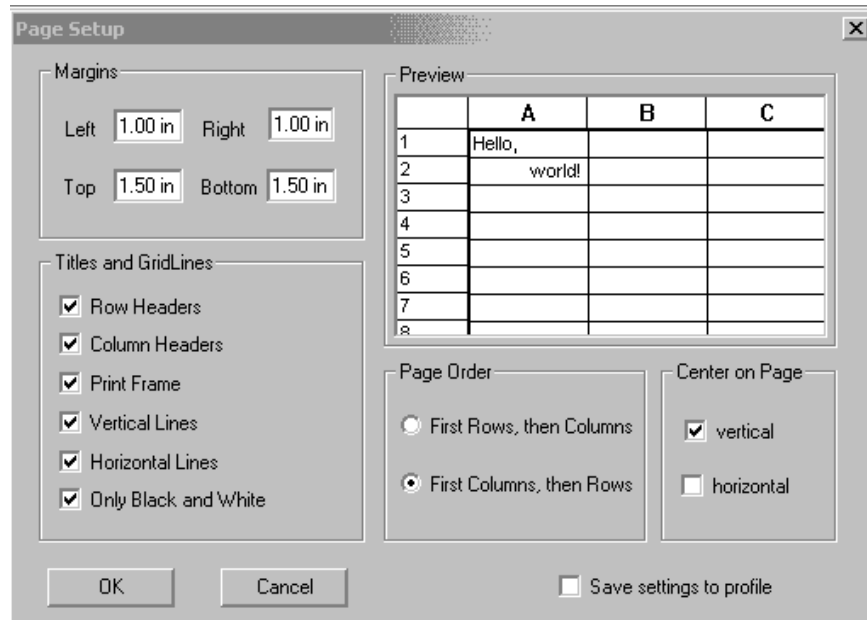 Page Setup
Margins
Left 1.00 in Right 1.00 in
Top 1.50 in Bottom 1.50 in
Titles and GridLines
Row Headers
Column Headers
Print Frame
Vertical Lines
Horizontal Lines
Only Black and White
Preview
A B C
1 Hello,
2 world!
3
4
5
6
7
8
Page Order
First Rows, then Columns
First Columns, then Rows
Center on Page
vertical
horizontal
OK Cancel Save settings to profile